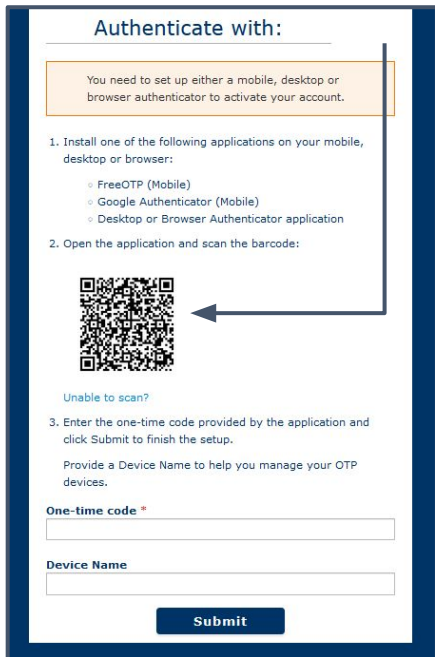 Authenticate with:
You need to set up either a mobile, desktop or
browser authenticator to activate your account.
1. Install one of the following applications on your mobile,
desktop or browser:
◦ FreeOTP (Mobile)
◦ Google Authenticator (Mobile)
◦ Desktop or Browser Authenticator application
2. Open the application and scan the barcode:
Unable to scan?
3. Enter the one-time code provided by the application and
click Submit to finish the setup.
Provide a Device Name to help you manage your OTP
devices.
One-time code *
Device Name
Submit